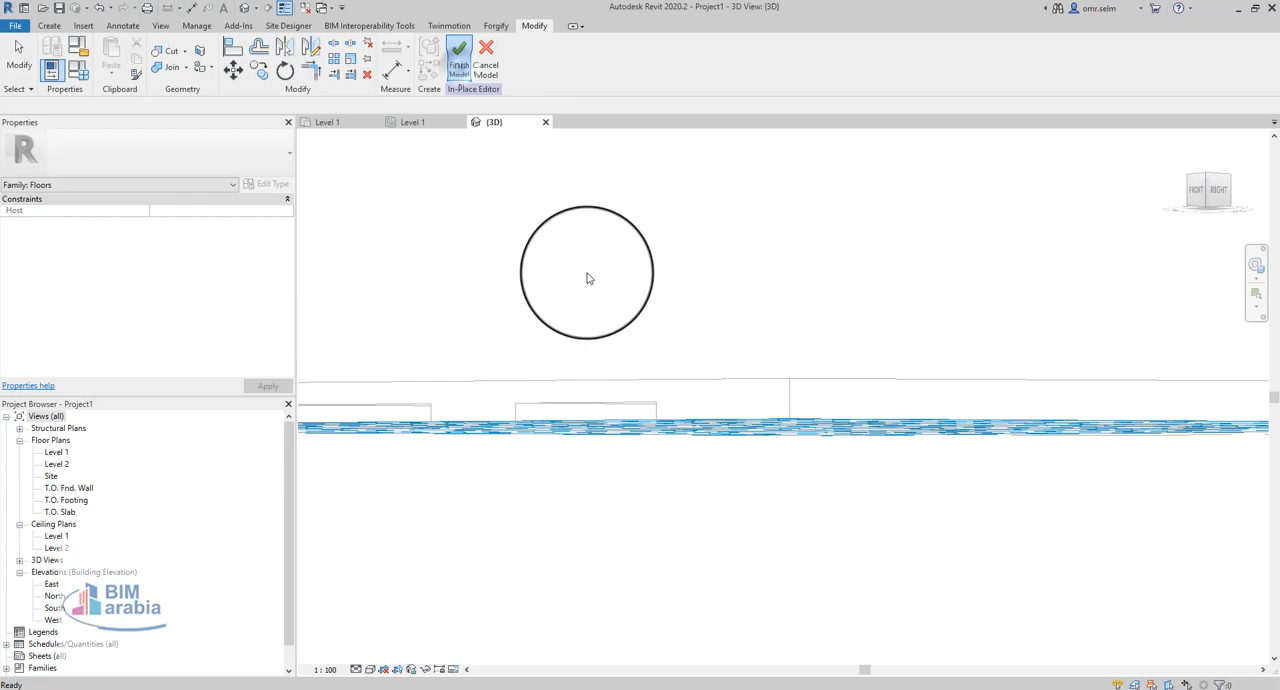 Autodesk Revit 2020.2 - Project1 - 3D View: {3D}
omr.selm
File Create Insert Annotate View Manage Add-Ins Site Designer BIM Interoperability Tools Twinmotion Forgify Modify
Modify
Paste
Cut
Join
Finish Model
Cancel Model
Select Properties Clipboard Geometry Modify Measure Create In-Place Editor
Properties
Level 1 Level 1 {3D}
R
Family: Floors
Edit Type
Constraints
Host
Properties help
Apply
Project Browser - Project1
Views (all)
Structural Plans
Floor Plans
Level 1
Level 2
Site
T.O. Fnd. Wall
T.O. Footing
T.O. Slab
Ceiling Plans
Level 1
Level 2
3D Views
Elevations (Building Elevation)
East
North
South
West
Legends
Schedules/Quantities (all)
Sheets (all)
Families
BIM
arabia
FRONT RIGHT
1 : 100
Ready
:0